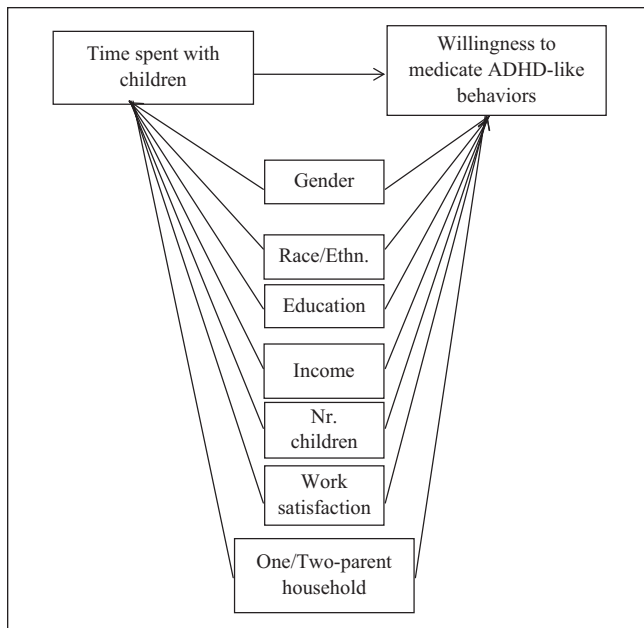 Time spent with
children
Willingness to
medicate ADHD-like
behaviors
Gender
Race/Ethn.
Education
Income
Nr.
children
Work
satisfaction
One/Two-parent
household